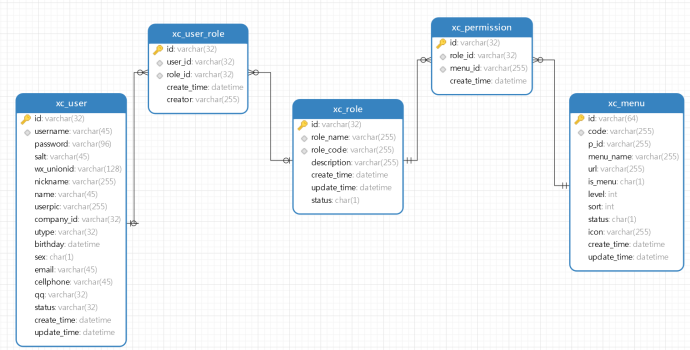 xc_user_role
id: varchar(32)
user_id: varchar(32)
role_id: varchar(32)
create_time: datetime
creator: varchar(255)
xc_permission
id: varchar(32)
role_id: varchar(32)
menu_id: varchar(255)
create_time: datetime
xc_user
id: varchar(32)
username: varchar(45)
password: varchar(96)
salt: varchar(45)
wx_unionid: varchar(128)
nickname: varchar(255)
name: varchar(45)
userpic: varchar(255)
company_id: varchar(32)
utype: varchar(32)
birthday: datetime
sex: char(1)
email: varchar(45)
cellphone: varchar(45)
qq: varchar(32)
status: varchar(32)
create_time: datetime
update_time: datetime
xc_role
id: varchar(32)
role_name: varchar(255)
role_code: varchar(255)
description: varchar(255)
create_time: datetime
update_time: datetime
status: char(1)
xc_menu
id: varchar(64)
code: varchar(255)
p_id: varchar(255)
menu_name: varchar(255)
url: varchar(255)
is_menu: char(1)
level: int
sort: int
status: char(1)
icon: varchar(255)
create_time: datetime
update_time: datetime